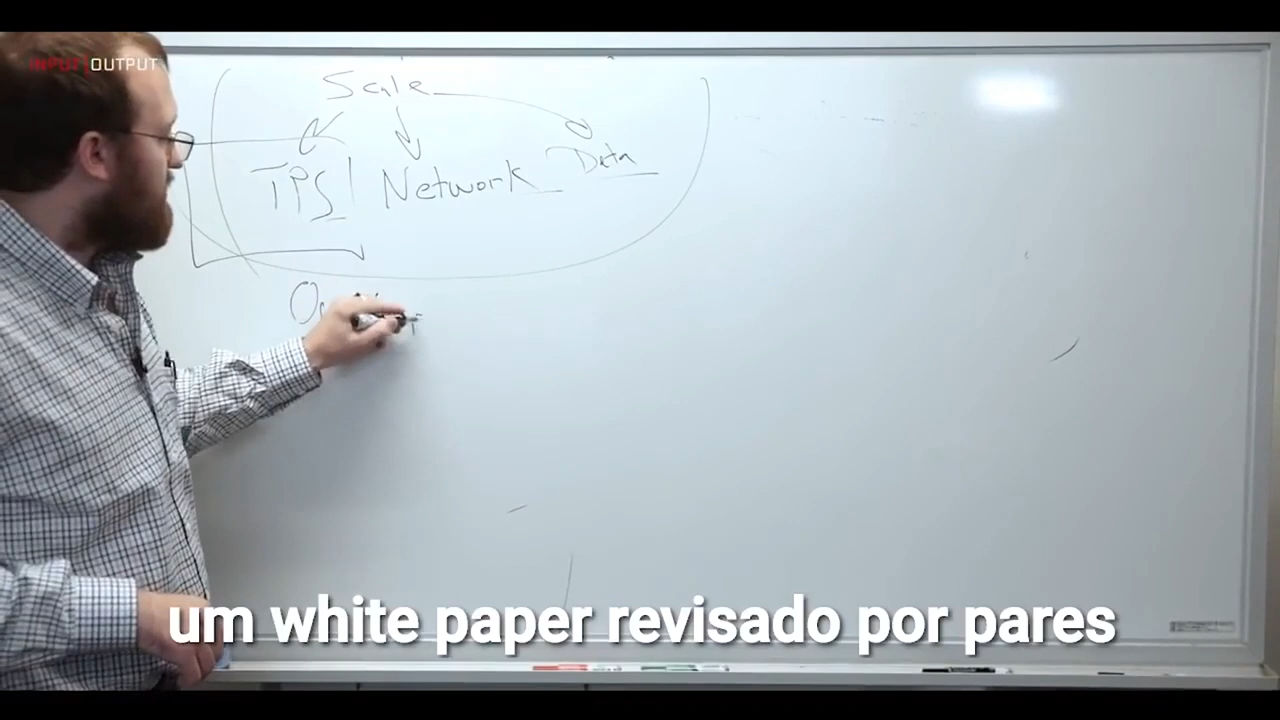 INPUT|OUTPUT
Scale
TPS
Network
Data
um white paper revisado por pares